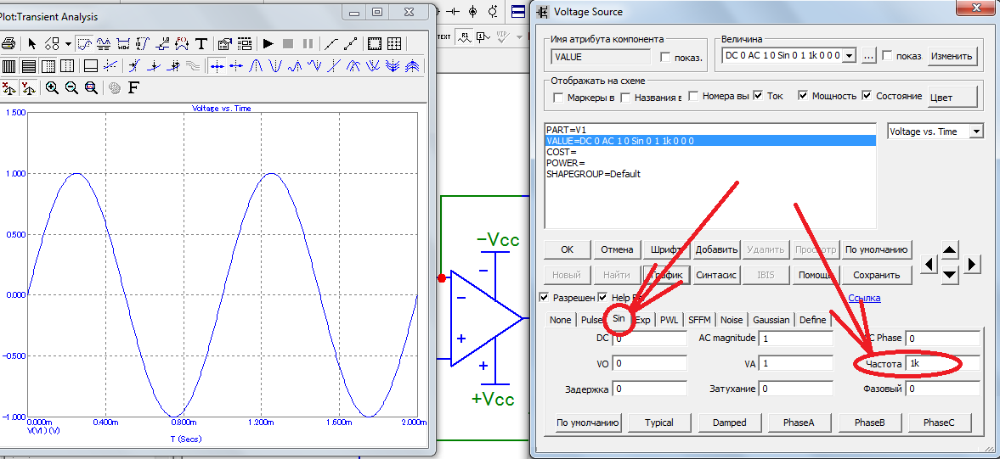 Plot:Transient Analysis
T
F(X)
F
Voltage vs. Time
1.500
1.000
0.500
0.000
-0.500
-1.000
0.000m 0.400m 0.800m 1.200m 1.600m 2.000m
V(V1) (V)
T (Secs)
TEXT R1 VIP
−Vcc
−
−
+
+
+Vcc
Voltage Source
Имя атрибута компонента
VALUE
показ.
Величина
DC 0 AC 1 0 Sin 0 1 1k 0 0 0
...
показ
Изменить
Отображать на схеме
Маркеры в Названия в Номера вы Ток Мощность Состояние Цвет
PART=V1
VALUE=DC 0 AC 1 0 Sin 0 1 1k 0 0 0
COST=
POWER=
SHAPEGROUP=Default
Voltage vs. Time
OK Отмена Шрифт Добавить Удалить Просмотр По умолчанию
Новый Найти График Синтасис IBIS Помощь Сохранить
Разрешен Help
Ссылка
None Pulse Sin Exp PWL SFFM Noise Gaussian Define
DC 0 AC magnitude 1 Phase 0
VO 0 VA 1 Частота 1k
Задержка 0 Затухание 0 Фазовый 0
По умолчанию Typical Damped PhaseA PhaseB PhaseC